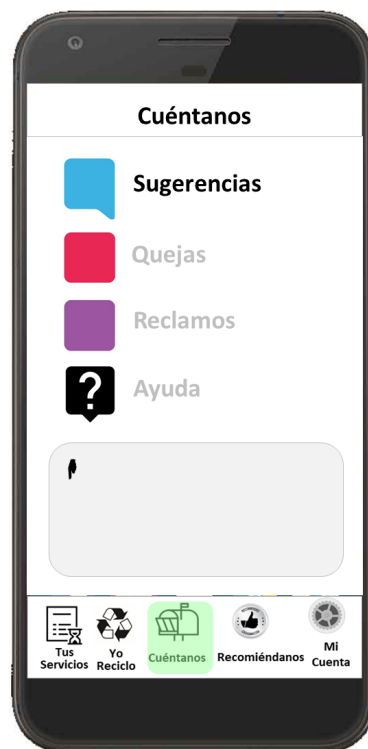 Cuéntanos
Sugerencias
Quejas
Reclamos
?
Ayuda
Tus
Servicios
Yo
Reciclo
Cuéntanos
Recomiéndanos
Mi
Cuenta